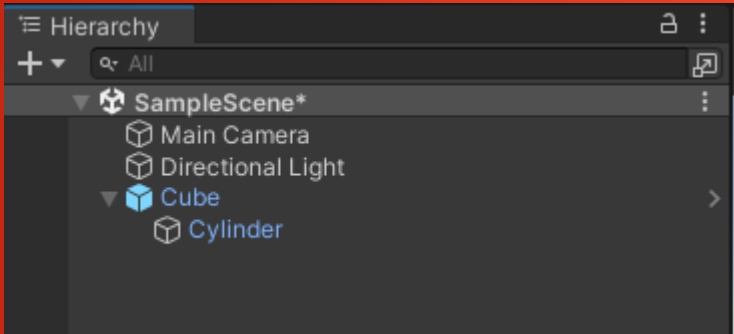 Hierarchy
All
SampleScene*
Main Camera
Directional Light
Cube
Cylinder